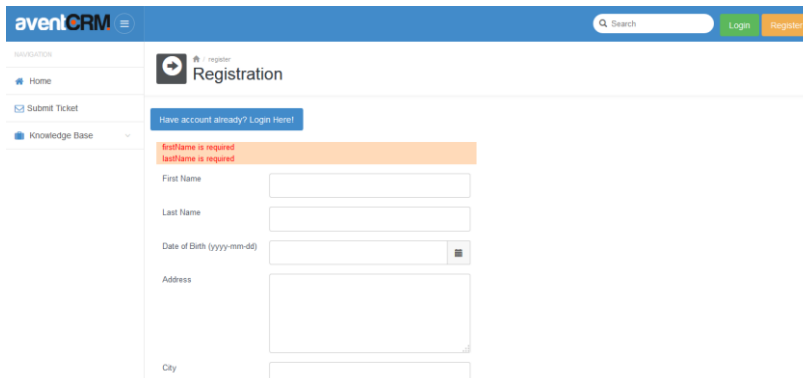 aventCRM
Search
Login
Register
NAVIGATION
Home
Submit Ticket
Knowledge Base
/ register
Registration
Have account already? Login Here!
firstName is required
lastName is required
First Name
Last Name
Date of Birth (yyyy-mm-dd)
Address
City